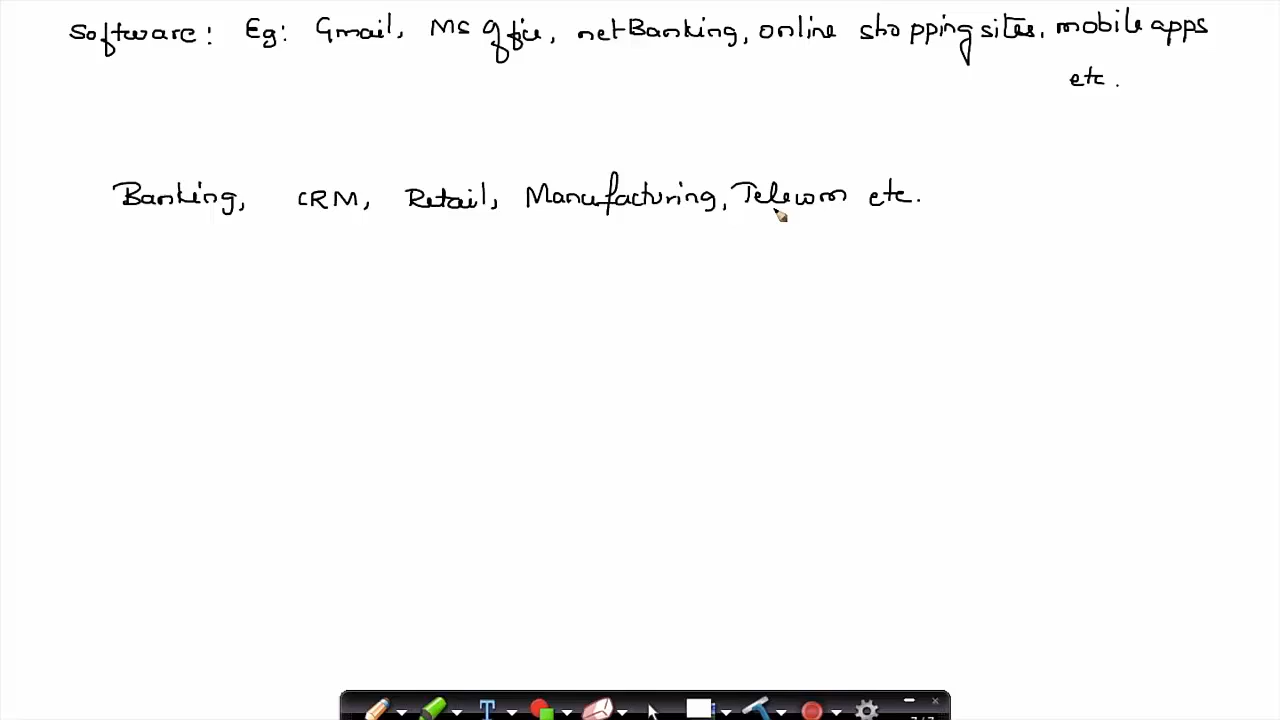 Software: Eg: Gmail, MS Office, netBanking, online shopping sites, mobile apps
etc.
Banking, CRM, Retail, Manufacturing, Telecom etc.